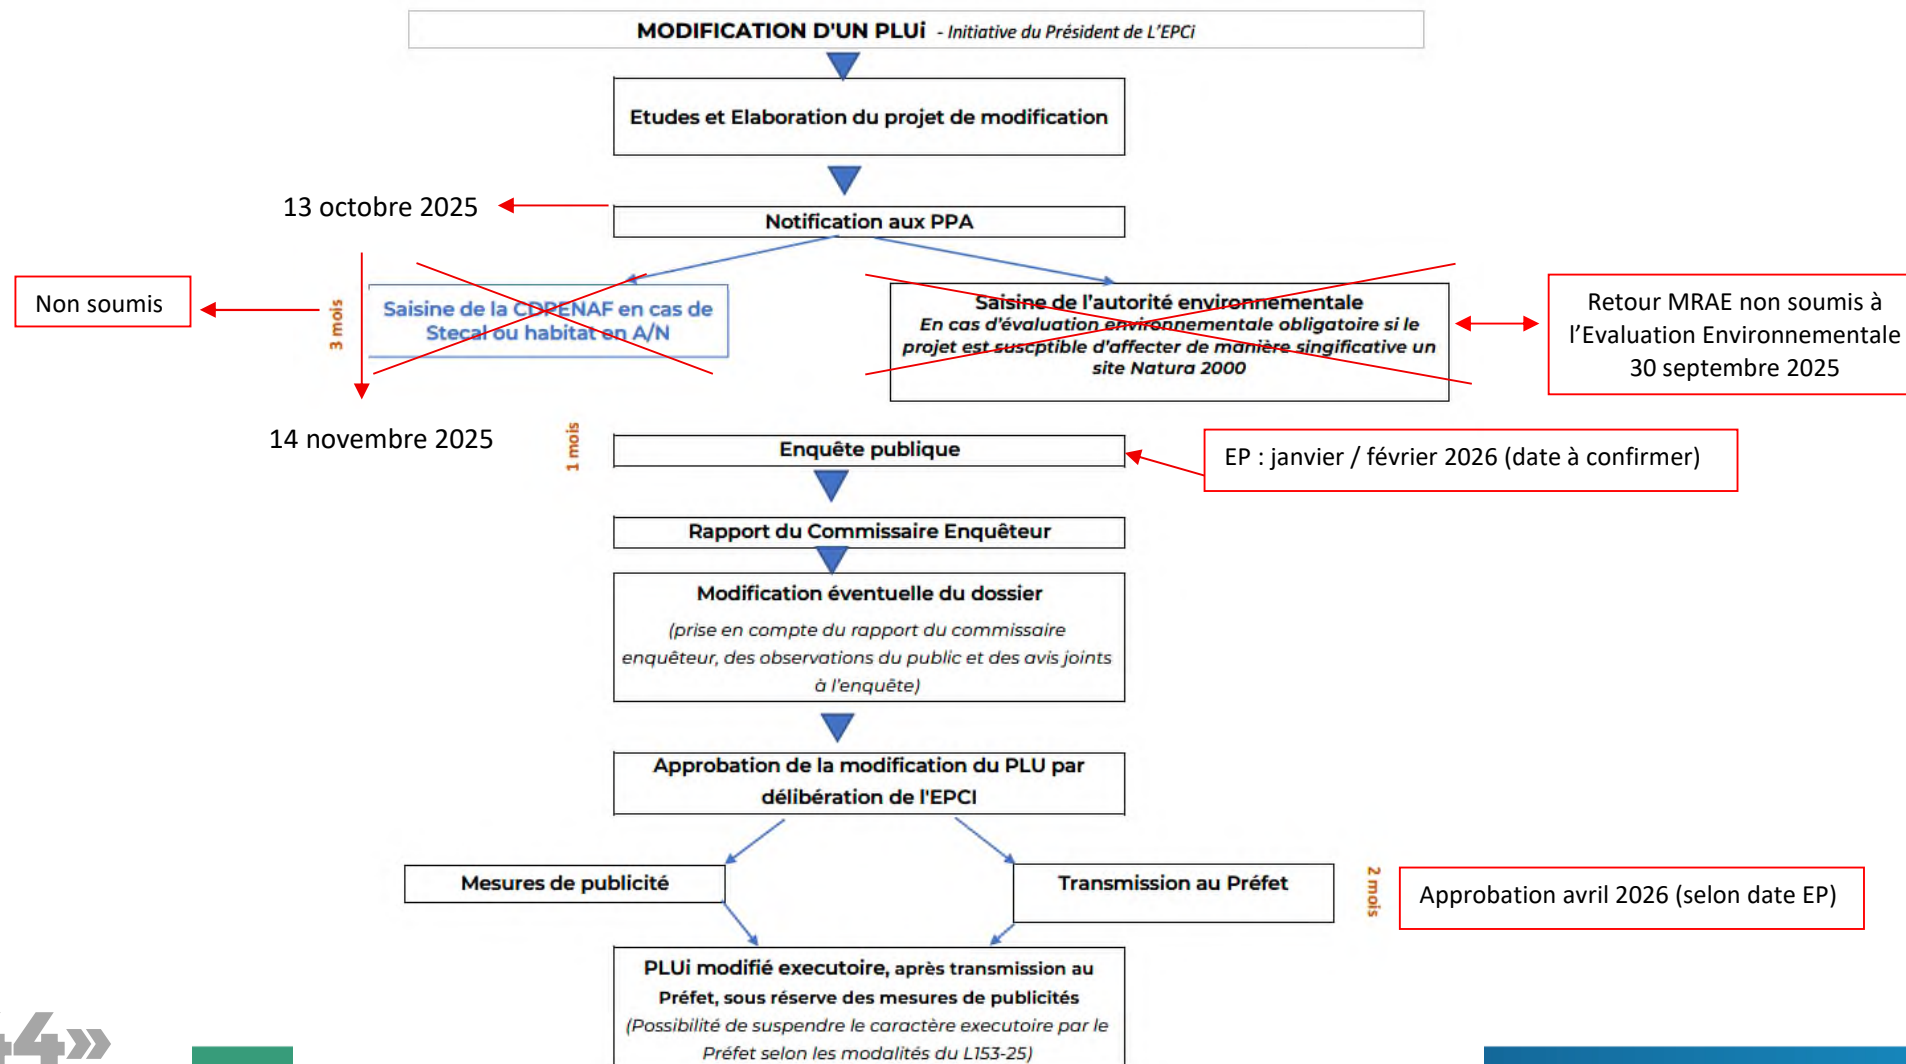 MODIFICATION D'UN PLUi - Initiative du Président de L'EPCi
Etudes et Elaboration du projet de modification
13 octobre 2025
Notification aux PPA
Non soumis
3 mois
Saisine de la CDPENAF en cas de
Stecal ou habitat en A/N
Saisine de l'autorité environnementale
En cas d'évaluation environnementale obligatoire si le
projet est suscptible d'affecter de manière singificative un
site Natura 2000
Retour MRAE non soumis à
l'Evaluation Environnementale
30 septembre 2025
14 novembre 2025
1 mois
Enquête publique
EP : janvier / février 2026 (date à confirmer)
Rapport du Commissaire Enquêteur
Modification éventuelle du dossier
(prise en compte du rapport du commissaire
enquêteur, des observations du public et des avis joints
à l'enquête)
Approbation de la modification du PLU par
délibération de l'EPCI
Mesures de publicité
Transmission au Préfet
2 mois
Approbation avril 2026 (selon date EP)
PLUi modifié executoire, après transmission au
Préfet, sous réserve des mesures de publicités
(Possibilité de suspendre le caractère executoire par le
Préfet selon les modalités du L153-25)
44»